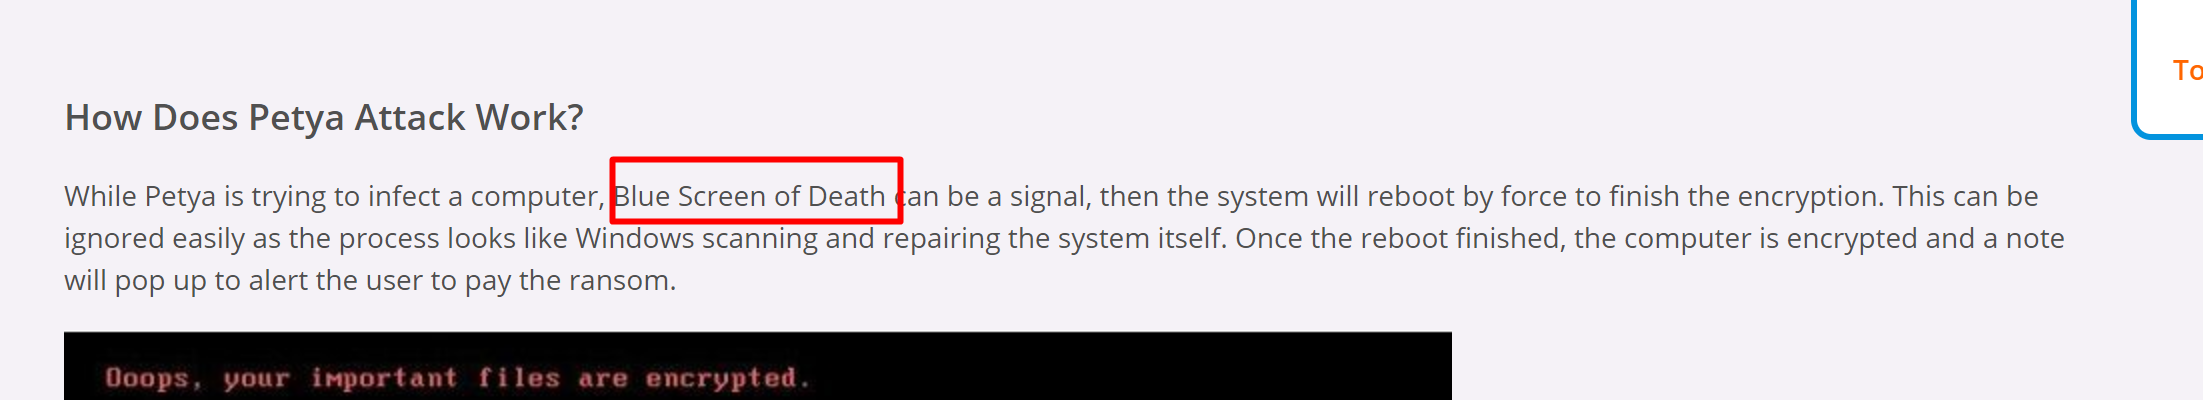 To
How Does Petya Attack Work?
While Petya is trying to infect a computer, Blue Screen of Death can be a signal, then the system will reboot by force to finish the encryption. This can be
ignored easily as the process looks like Windows scanning and repairing the system itself. Once the reboot finished, the computer is encrypted and a note
will pop up to alert the user to pay the ransom.
Ooops, your important files are encrypted.